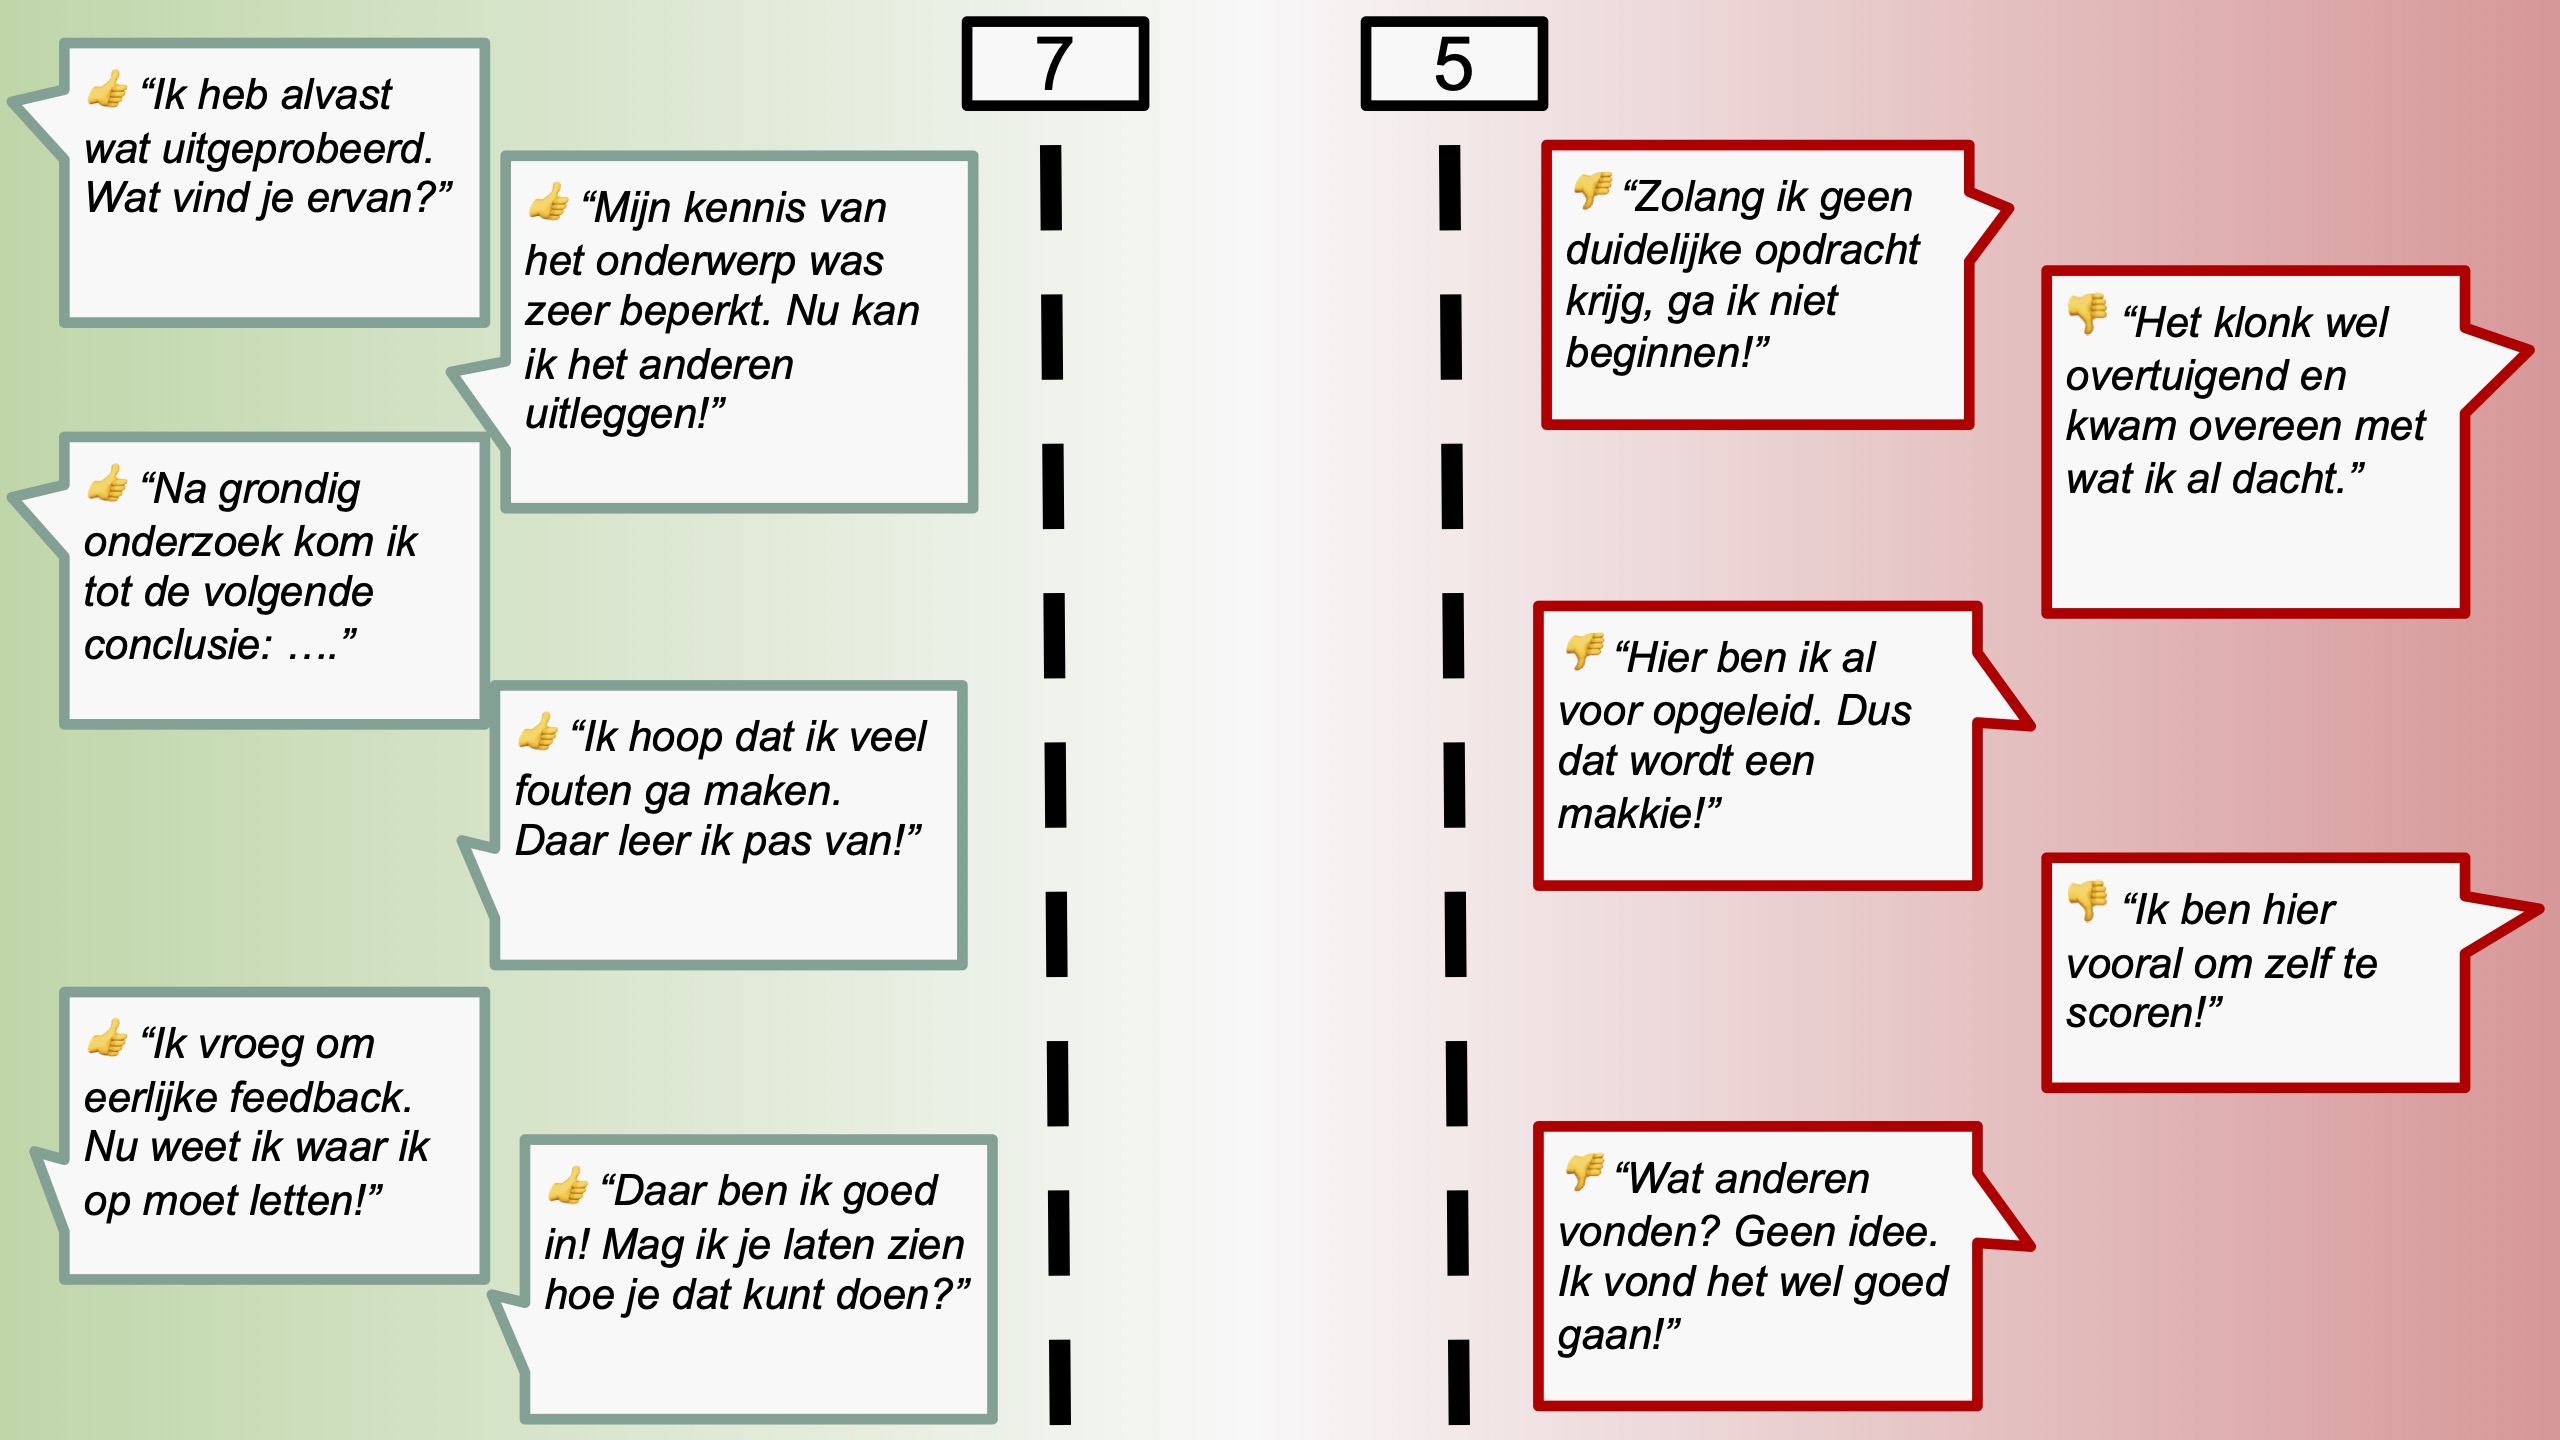 7
5
👍 “Ik heb alvast
wat uitgeprobeerd.
Wat vind je ervan?”
👍 “Mijn kennis van
het onderwerp was
zeer beperkt. Nu kan
ik het anderen
uitleggen!”
👍 “Na grondig
onderzoek kom ik
tot de volgende
conclusie: ….”
👍 “Ik hoop dat ik veel
fouten ga maken.
Daar leer ik pas van!”
👍 “Ik vroeg om
eerlijke feedback.
Nu weet ik waar ik
op moet letten!”
👍 “Daar ben ik goed
in! Mag ik je laten zien
hoe je dat kunt doen?”
👎 “Zolang ik geen
duidelijke opdracht
krijg, ga ik niet
beginnen!”
👎 “Het klonk wel
overtuigend en
kwam overeen met
wat ik al dacht.”
👎 “Hier ben ik al
voor opgeleid. Dus
dat wordt een
makkie!”
👎 “Ik ben hier
vooral om zelf te
scoren!”
👎 “Wat anderen
vonden? Geen idee.
Ik vond het wel goed
gaan!”